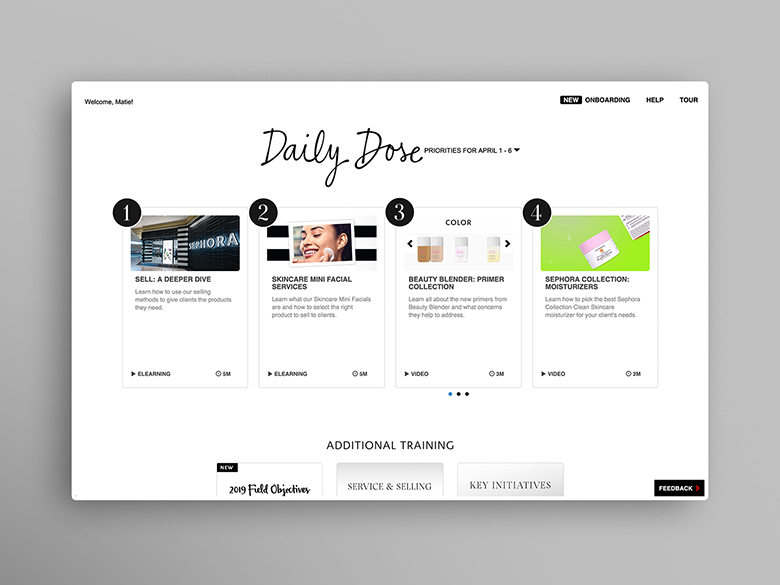 Welcome, Matie!
NEW ONBOARDING HELP TOUR
Daily Dose PRIORITIES FOR APRIL 1 - 6
1
SEPHORA
SELL: A DEEPER DIVE
Learn how to use our selling
methods to give clients the products
they need.
ELEARNING 5M
2
SKINCARE MINI FACIAL
SERVICES
Learn what our Skincare Mini Facials
are and how to select the right
product to sell to clients.
ELEARNING 5M
3
COLOR
BEAUTY BLENDER: PRIMER
COLLECTION
Learn all about the new primers from
Beauty Blender and what concerns
they help to address.
VIDEO 3M
4
SEPHORA COLLECTION:
MOISTURIZERS
Learn how to pick the best Sephora
Collection Clean Skincare
moisturizer for your client's needs.
VIDEO 2M
ADDITIONAL TRAINING
NEW
2019 Field Objectives
SERVICE & SELLING
KEY INITIATIVES
FEEDBACK